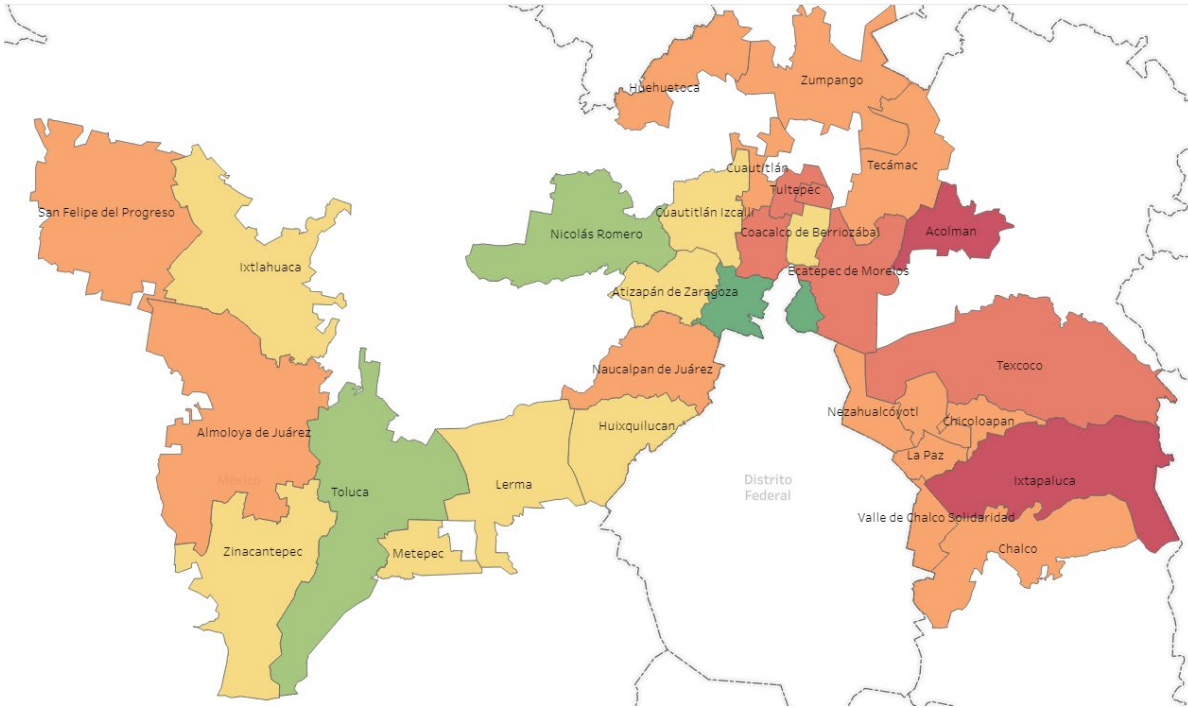 Huehuetoca
Zumpango
Tecámac
Cuautitlán
Tultepec
San Felipe del Progreso
Cuautitlán Izcalli
Nicolás Romero
Coacalco de Berriozábal
Acolman
Ixtlahuaca
Ecatepec de Morelos
Atizapán de Zaragoza
Texcoco
Naucalpan de Juárez
Nezahualcóyotl
Chicoloapan
Huixquilucan
Almoloya de Juárez
La Paz
México
Distrito
Federal
Ixtapaluca
Lerma
Toluca
Valle de Chalco Solidaridad
Zinacantepec
Metepec
Chalco